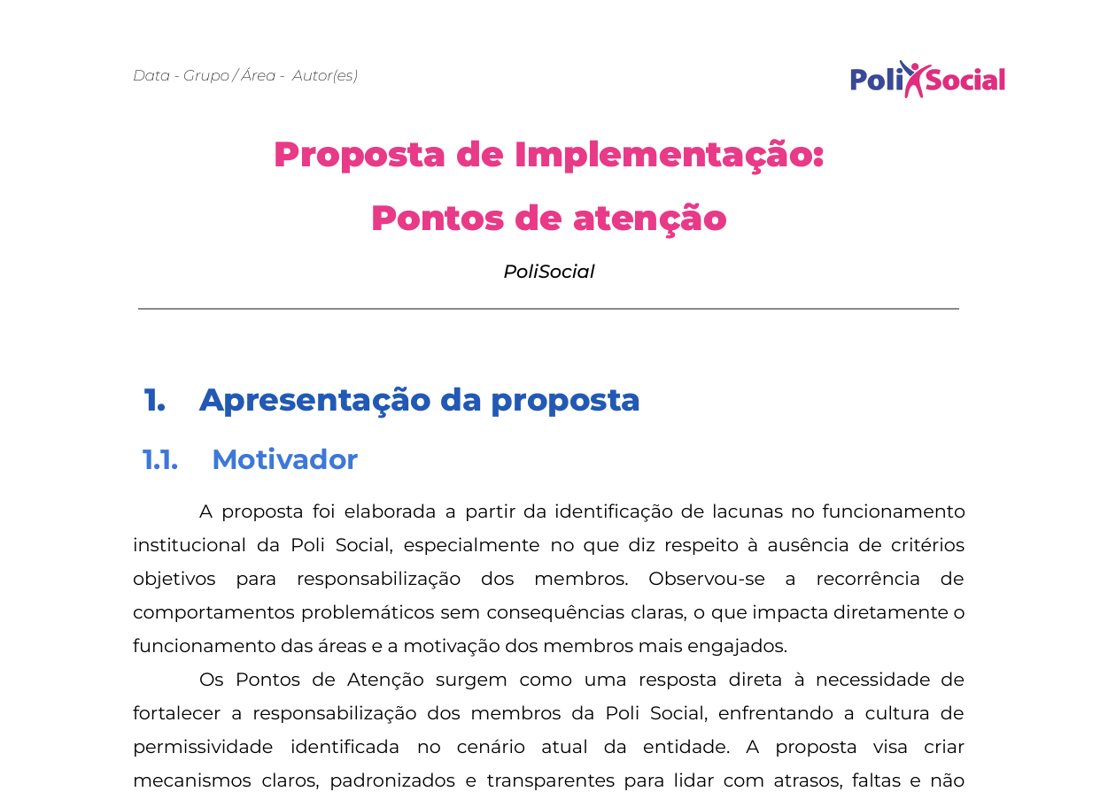 Data - Grupo / Área - Autor(es)
PoliSocial
Proposta de Implementação:
Pontos de atenção
PoliSocial
1. Apresentação da proposta
1.1. Motivador
A proposta foi elaborada a partir da identificação de lacunas no funcionamento
institucional da Poli Social, especialmente no que diz respeito à ausência de critérios
objetivos para responsabilização dos membros. Observou-se a recorrência de
comportamentos problemáticos sem consequências claras, o que impacta diretamente o
funcionamento das áreas e a motivação dos membros mais engajados.
Os Pontos de Atenção surgem como uma resposta direta à necessidade de
fortalecer a responsabilização dos membros da Poli Social, enfrentando a cultura de
permissividade identificada no cenário atual da entidade. A proposta visa criar
mecanismos claros, padronizados e transparentes para lidar com atrasos, faltas e não